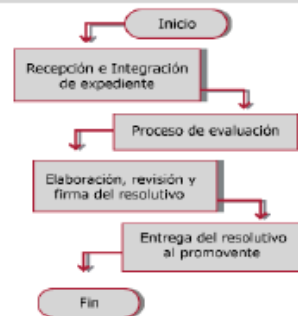 Inicio
Recepción e Integración
de expediente
Proceso de evaluación
Elaboración, revisión y
firma del resolutivo
Entrega del resolutivo
al promovente
Fin